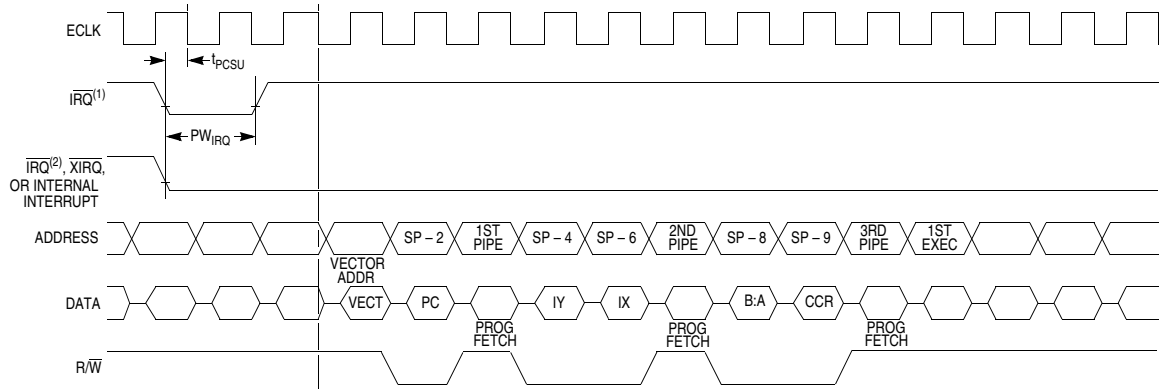 ECLK
tPCSU
IRQ(1)
PWIRQ
IRQ(2), XIRQ,
OR INTERNAL
INTERRUPT
ADDRESS
SP – 2
1ST
PIPE
SP – 4
SP – 6
2ND
PIPE
SP – 8
SP – 9
3RD
PIPE
1ST
EXEC
VECTOR
ADDR
DATA
VECT
PC
IY
IX
B:A
CCR
PROG
FETCH
PROG
FETCH
PROG
FETCH
R/W